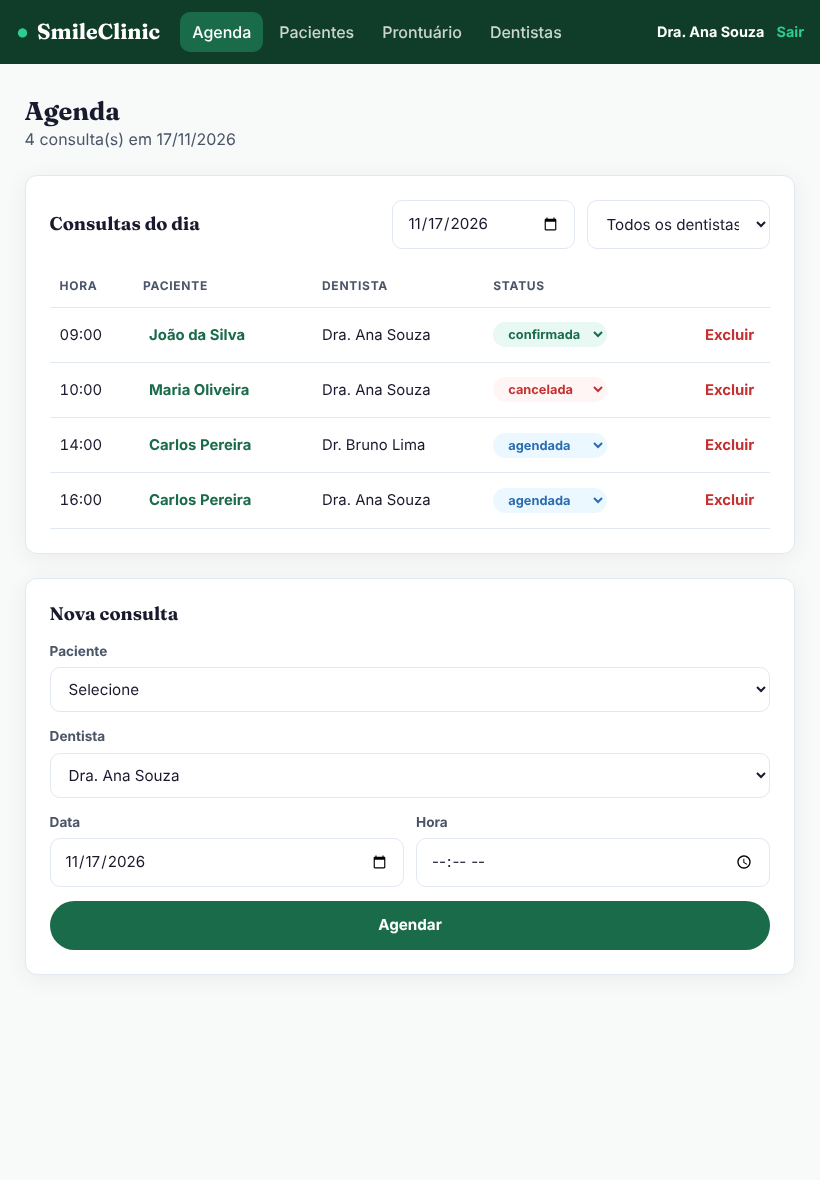 SmileClinic Agenda Pacientes Prontuário Dentistas Dra. Ana Souza Sair
Agenda
4 consulta(s) em 17/11/2026
Consultas do dia 11/17/2026 Todos os dentistas
HORA PACIENTE DENTISTA STATUS
09:00 João da Silva Dra. Ana Souza confirmada Excluir
10:00 Maria Oliveira Dra. Ana Souza cancelada Excluir
14:00 Carlos Pereira Dr. Bruno Lima agendada Excluir
16:00 Carlos Pereira Dra. Ana Souza agendada Excluir
Nova consulta
Paciente
Selecione
Dentista
Dra. Ana Souza
Data Hora
11/17/2026 --:-- --
Agendar